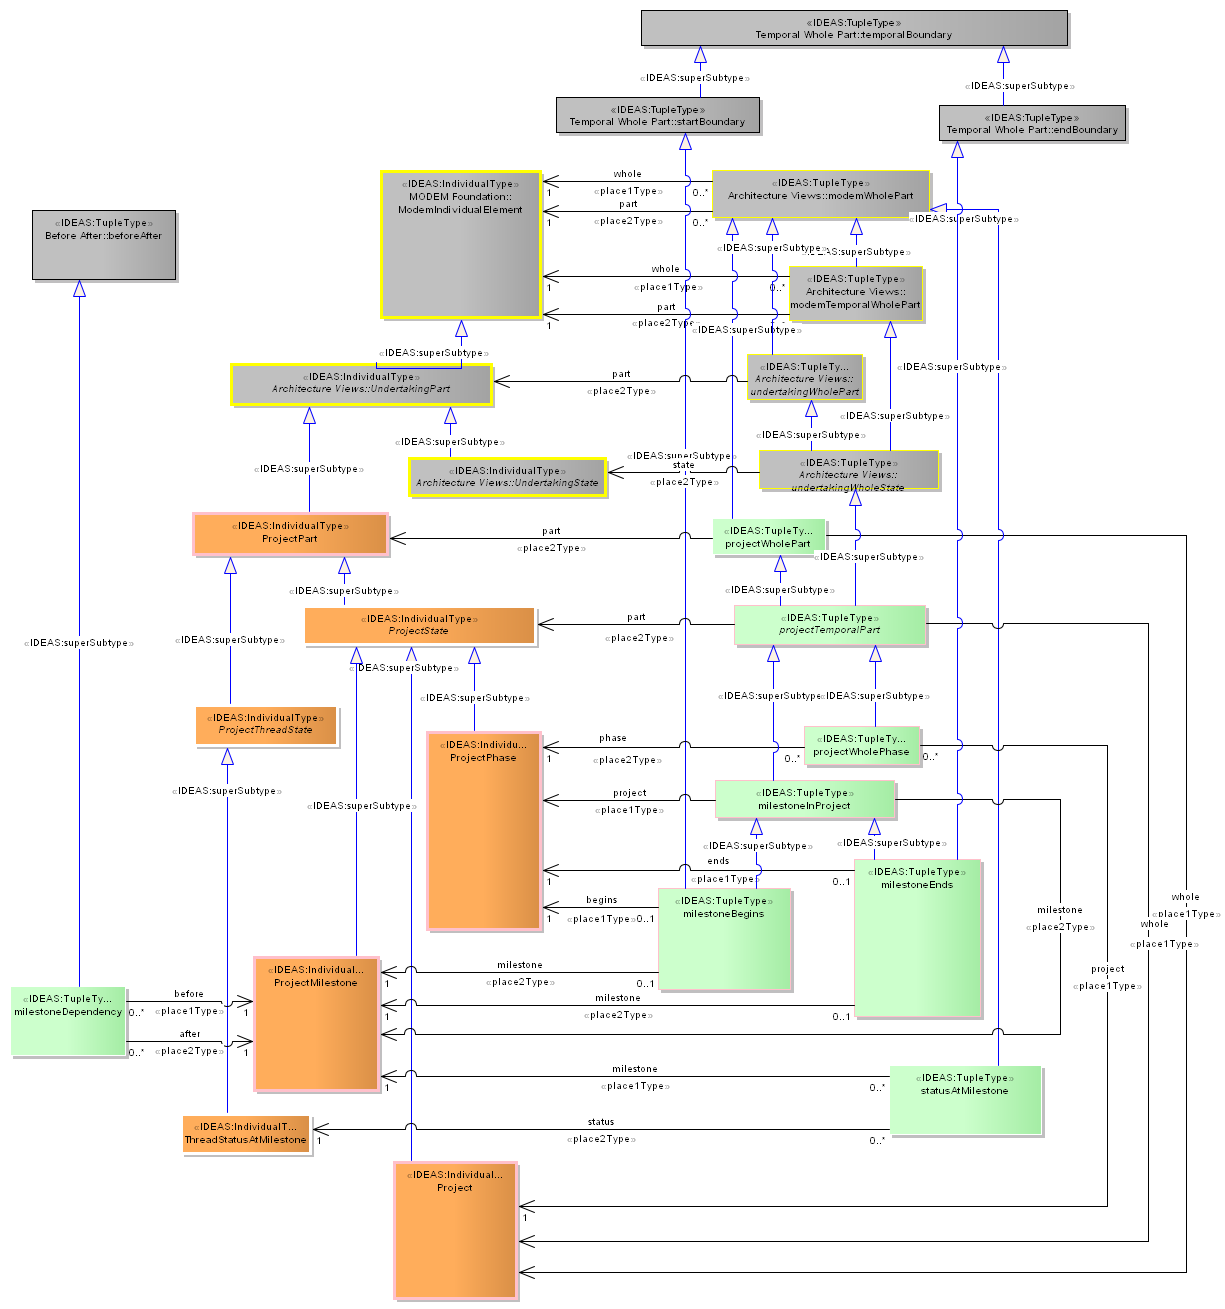 «IDEAS:TupleType»
Temporal Whole Part::temporalBoundary
«IDEAS:superSubtype»
«IDEAS:superSubtype»
«IDEAS:TupleType»
Temporal Whole Part::startBoundary
«IDEAS:TupleType»
Temporal Whole Part::endBoundary
«IDEAS:IndividualType»
MODEM Foundation::
ModemIndividualElement
whole
1
«place1Type»
0..*
part
1
«place2Type»
0..*
«IDEAS:TupleType»
Architecture Views::modemWholePart
«IDEAS:superSubtype»
«IDEAS:TupleType»
Before After::beforeAfter
«IDEAS:superSubtype»
«IDEAS:superSubtype»
whole
1
«place1Type»
0..*
«IDEAS:TupleType»
Architecture Views::
modemTemporalWholePart
part
1
«place2Type»
«IDEAS:superSubtype»
«IDEAS:superSubtype»
«IDEAS:superSubtype»
«IDEAS:IndividualType»
Architecture Views::UndertakingPart
part
«place2Type»
«IDEAS:TupleTy...
Architecture Views::
undertakingWholePart
«IDEAS:superSubtype»
«IDEAS:superSubtype»
«IDEAS:superSubtype»
«IDEAS:superSubtype»
«IDEAS:superSubtype»
«IDEAS:IndividualType»
Architecture Views::UndertakingState
state
«place2Type»
«IDEAS:TupleType»
Architecture Views::
undertakingWholeState
«IDEAS:IndividualType»
ProjectPart
part
«place2Type»
«IDEAS:TupleTy...
projectWholePart
«IDEAS:superSubtype»
«IDEAS:superSubtype»
«IDEAS:superSubtype»
«IDEAS:IndividualType»
ProjectState
part
«place2Type»
«IDEAS:TupleType»
projectTemporalPart
«IDEAS:superSubtype»
«IDEAS:superSubtype»
«IDEAS:superSubtype»
«IDEAS:superSubtype»
«IDEAS:superSubtype»
«IDEAS:superSubtype»
«IDEAS:IndividualType»
ProjectThreadState
«IDEAS:Individu...
ProjectPhase
phase
1
«place2Type»
0..*
«IDEAS:TupleTy...
projectWholePhase
0..*
«IDEAS:superSubtype»
«IDEAS:superSubtype»
project
1
«place1Type»
«IDEAS:TupleType»
milestoneInProject
«IDEAS:superSubtype»
«IDEAS:superSubtype»
ends
1
«place1Type»
0..1
«IDEAS:TupleType»
milestoneEnds
begins
1
«place1Type»
0..1
«IDEAS:TupleType»
milestoneBegins
whole
«place1Type»
milestone
«place2Type»
whole
«place1Type»
project
«place1Type»
«IDEAS:Individual...
ProjectMilestone
milestone
1
«place2Type»
0..1
milestone
1
«place2Type»
0..1
«IDEAS:TupleTy...
milestoneDependency
before
0..*
«place1Type»
1
after
0..*
«place2Type»
1
milestone
1
«place1Type»
0..*
«IDEAS:TupleType»
statusAtMilestone
«IDEAS:IndividualT...
ThreadStatusAtMilestone
status
1
«place2Type»
0..*
«IDEAS:Individual...
Project
1